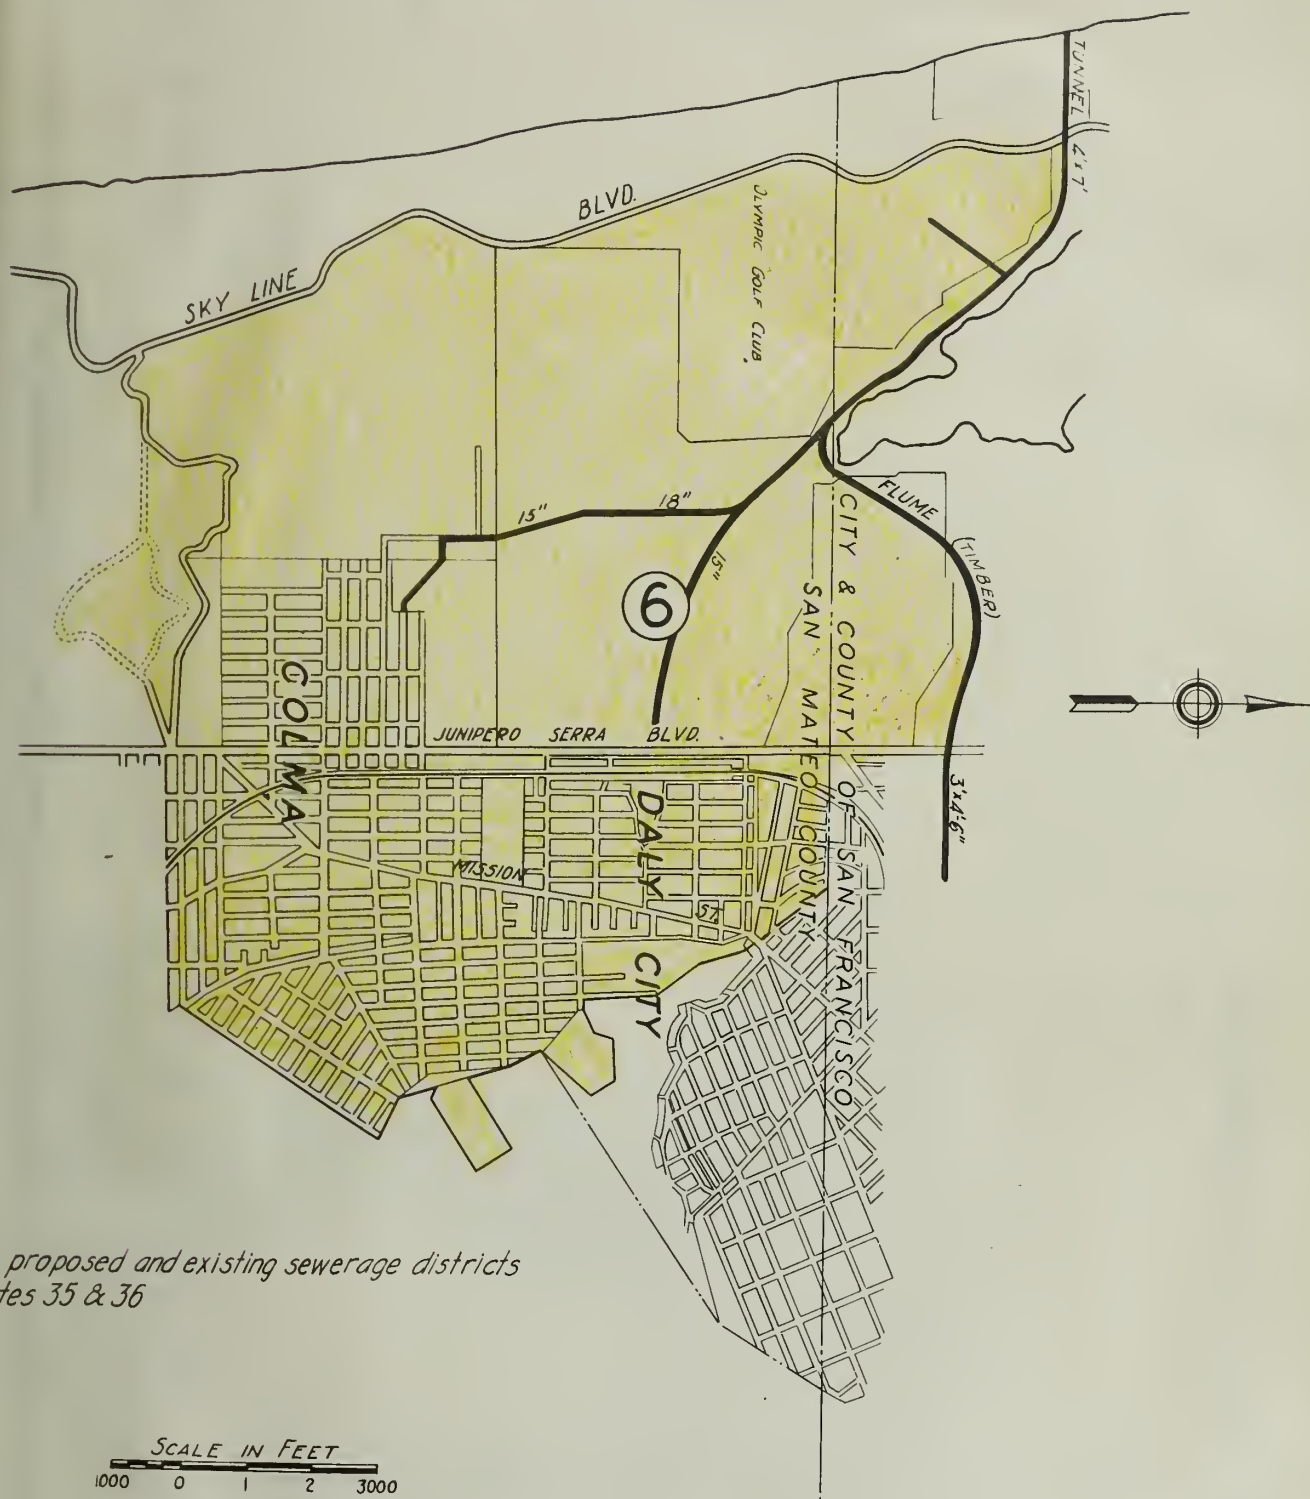 TUNNEL 4'x7'
BLVD.
SKY LINE
OLYMPIC GOLF CLUB.
18"
15"
FLUME
(TIMBER)
15"
6
CITY & COUNTY OF SAN FRANCISCO
SAN MATEO COUNTY
COLMA
JUNIPERO SERRA BLVD.
3'x4'-6"
DALY CITY
MISSION ST.
proposed and existing sewerage districts
tes 35 & 36
SCALE IN FEET
1000 0 1 2 3000